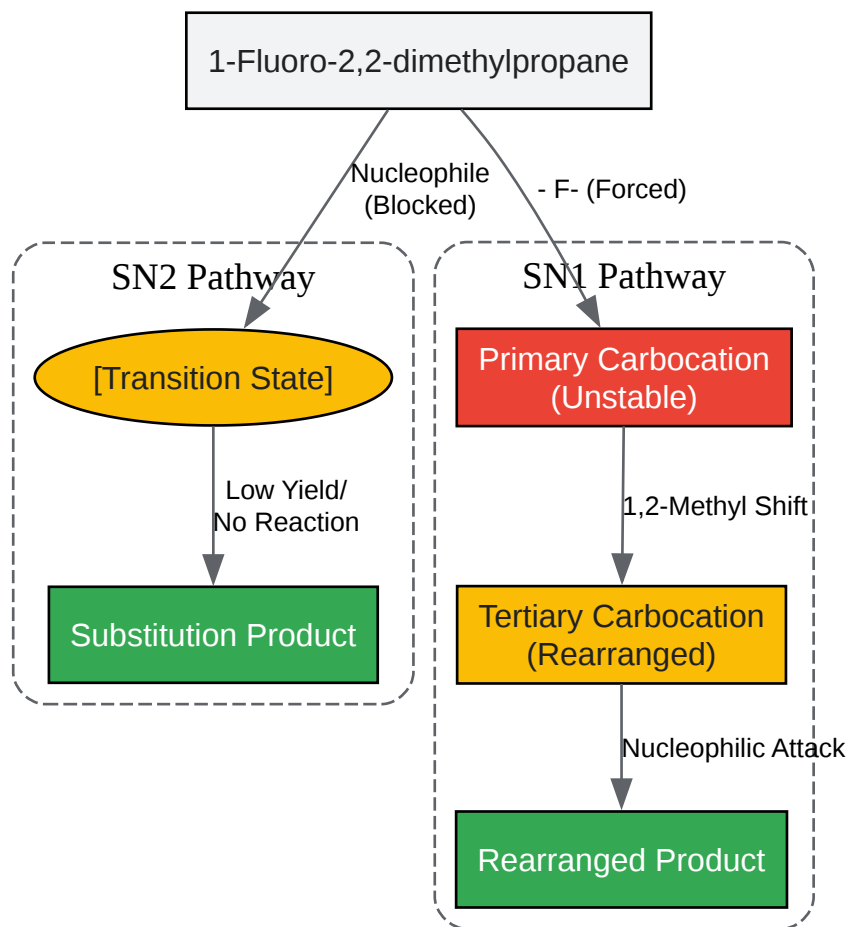 1-Fluoro-2,2-dimethylpropane
Nucleophile
(Blocked)
- F- (Forced)
SN2 Pathway
[Transition State]
Low Yield/
No Reaction
Substitution Product
SN1 Pathway
Primary Carbocation
(Unstable)
1,2-Methyl Shift
Tertiary Carbocation
(Rearranged)
Nucleophilic Attack
Rearranged Product